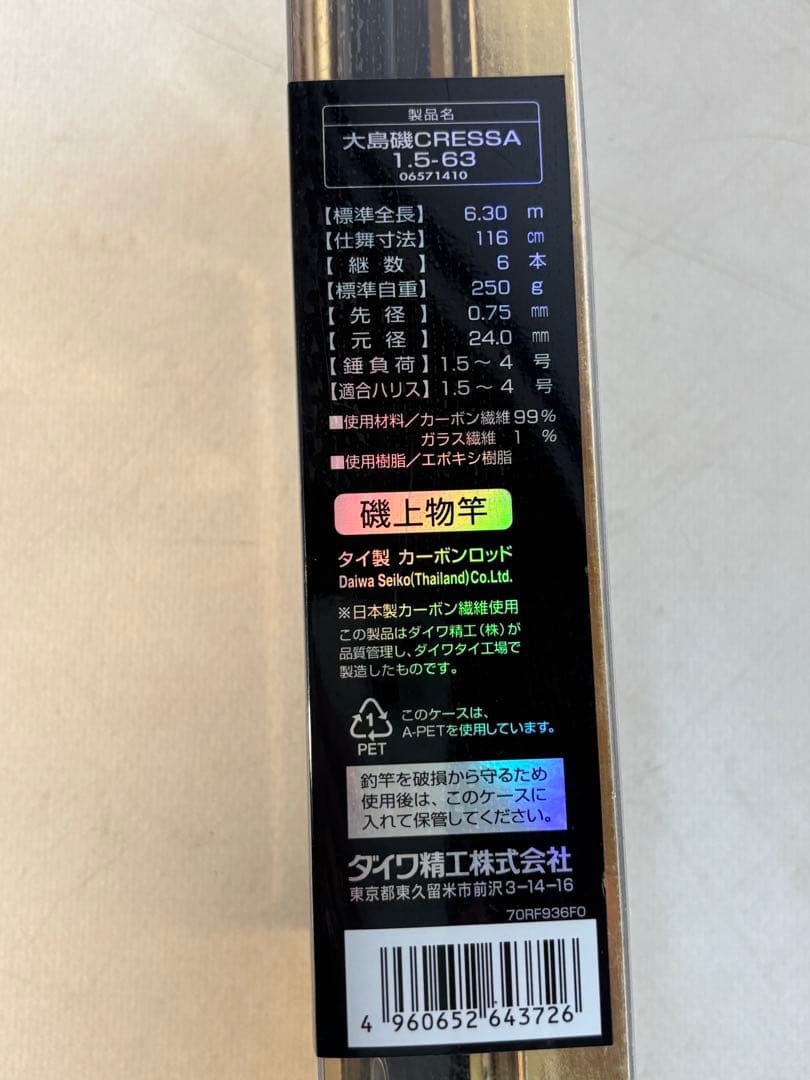 製品名
大島磯CRESSA
1.5-63
06571410
【標準全長】 6.30 m
【仕舞寸法】 116 cm
【 継 数 】 6 本
【標準自重】 250 g
【 先 径 】 0.75 mm
【 元 径 】 24.0 mm
【 錘 負 荷 】 1.5～ 4 号
【適合ハリス】 1.5～ 4 号
■使用材料／カーボン繊維 99%
ガラス繊維 1 %
■使用樹脂／エポキシ樹脂
磯上物竿
タイ製 カーボンロッド
Daiwa Seiko(Thailand)Co.Ltd.
※日本製カーボン繊維使用
この製品はダイワ精工（株）が
品質管理し、ダイワタイ工場で
製造したものです。
1
PET
このケースは、
A-PETを使用しています。
釣竿を破損から守るため
使用後は、このケースに
入れて保管してください。
ダイワ精工株式会社
東京都東久留米市前沢3-14-16
70RF936F0
4 960652 643726